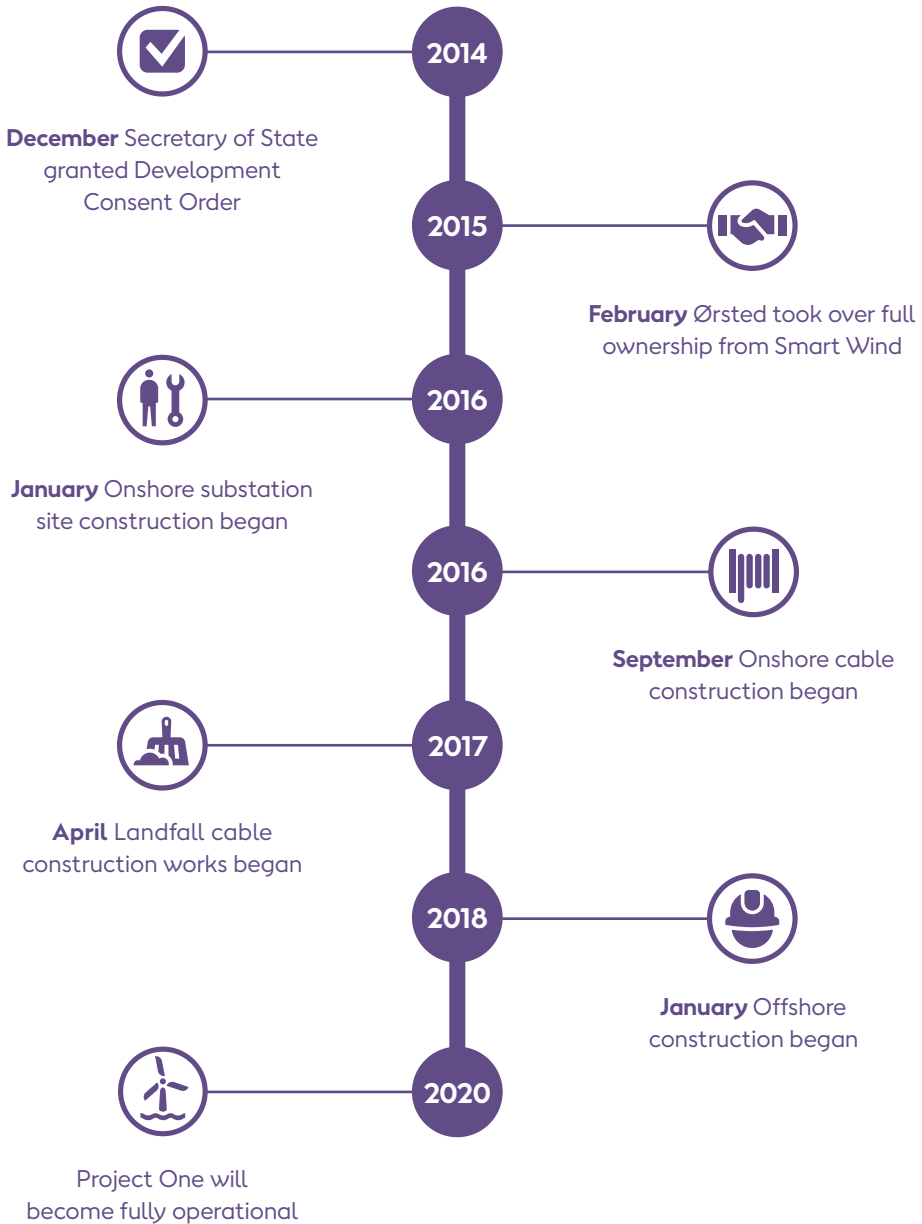 2014
December Secretary of State
granted Development
Consent Order
2015
February Ørsted took over full
ownership from Smart Wind
2016
January Onshore substation
site construction began
2016
September Onshore cable
construction began
2017
April Landfall cable
construction works began
2018
January Offshore
construction began
2020
Project One will
become fully operational